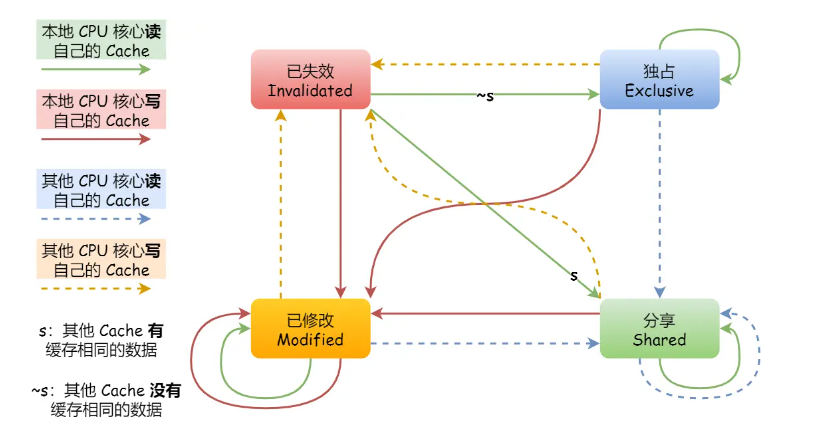 本地 CPU 核心读
自己的 Cache
本地 CPU 核心写
自己的 Cache
其他 CPU 核心读
自己的 Cache
其他 CPU 核心写
自己的 Cache
s：其他 Cache 有
缓存相同的数据
~s：其他 Cache 没有
缓存相同的数据
已失效
Invalidated
~s
独占
Exclusive
s
已修改
Modified
分享
Shared